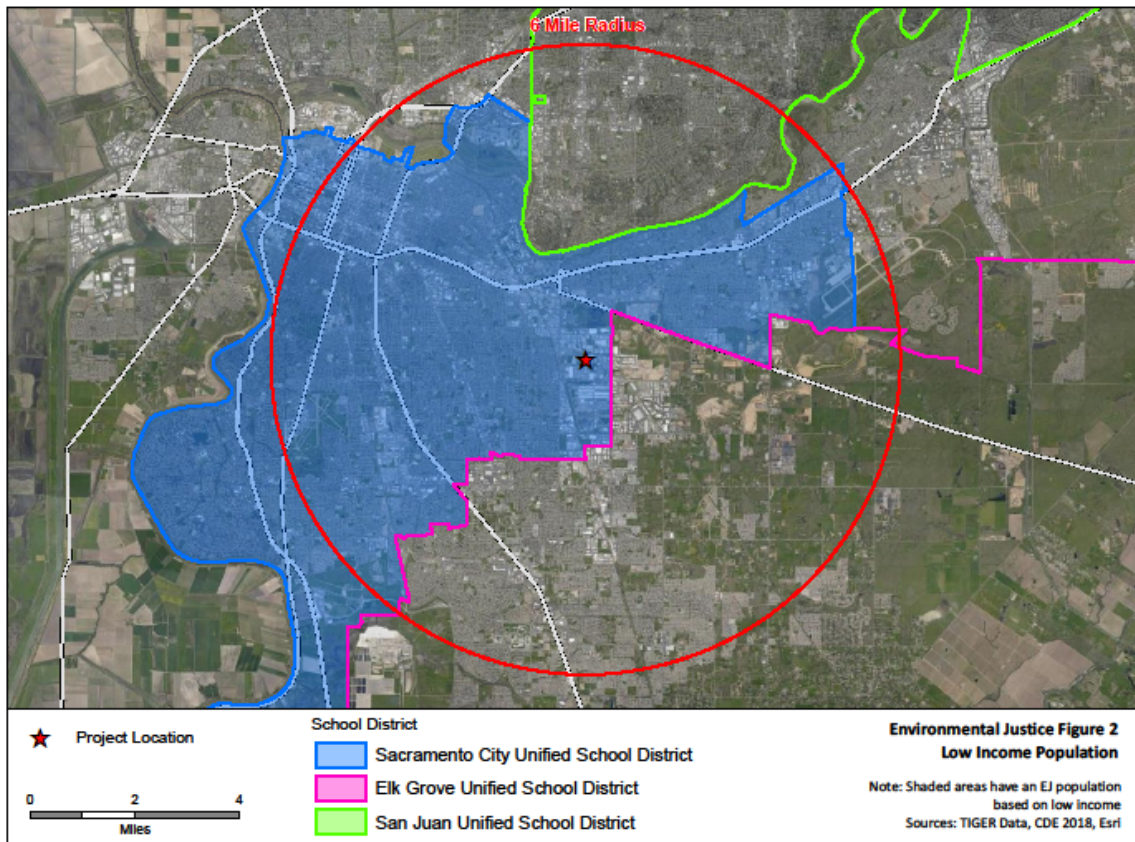 6 Mile Radius
Project Location
0 2 4
Miles
School District
Sacramento City Unified School District
Elk Grove Unified School District
San Juan Unified School District
Environmental Justice Figure 2
Low Income Population
Note: Shaded areas have an EJ population
based on low income
Sources: TIGER Data, CDE 2018, Esri